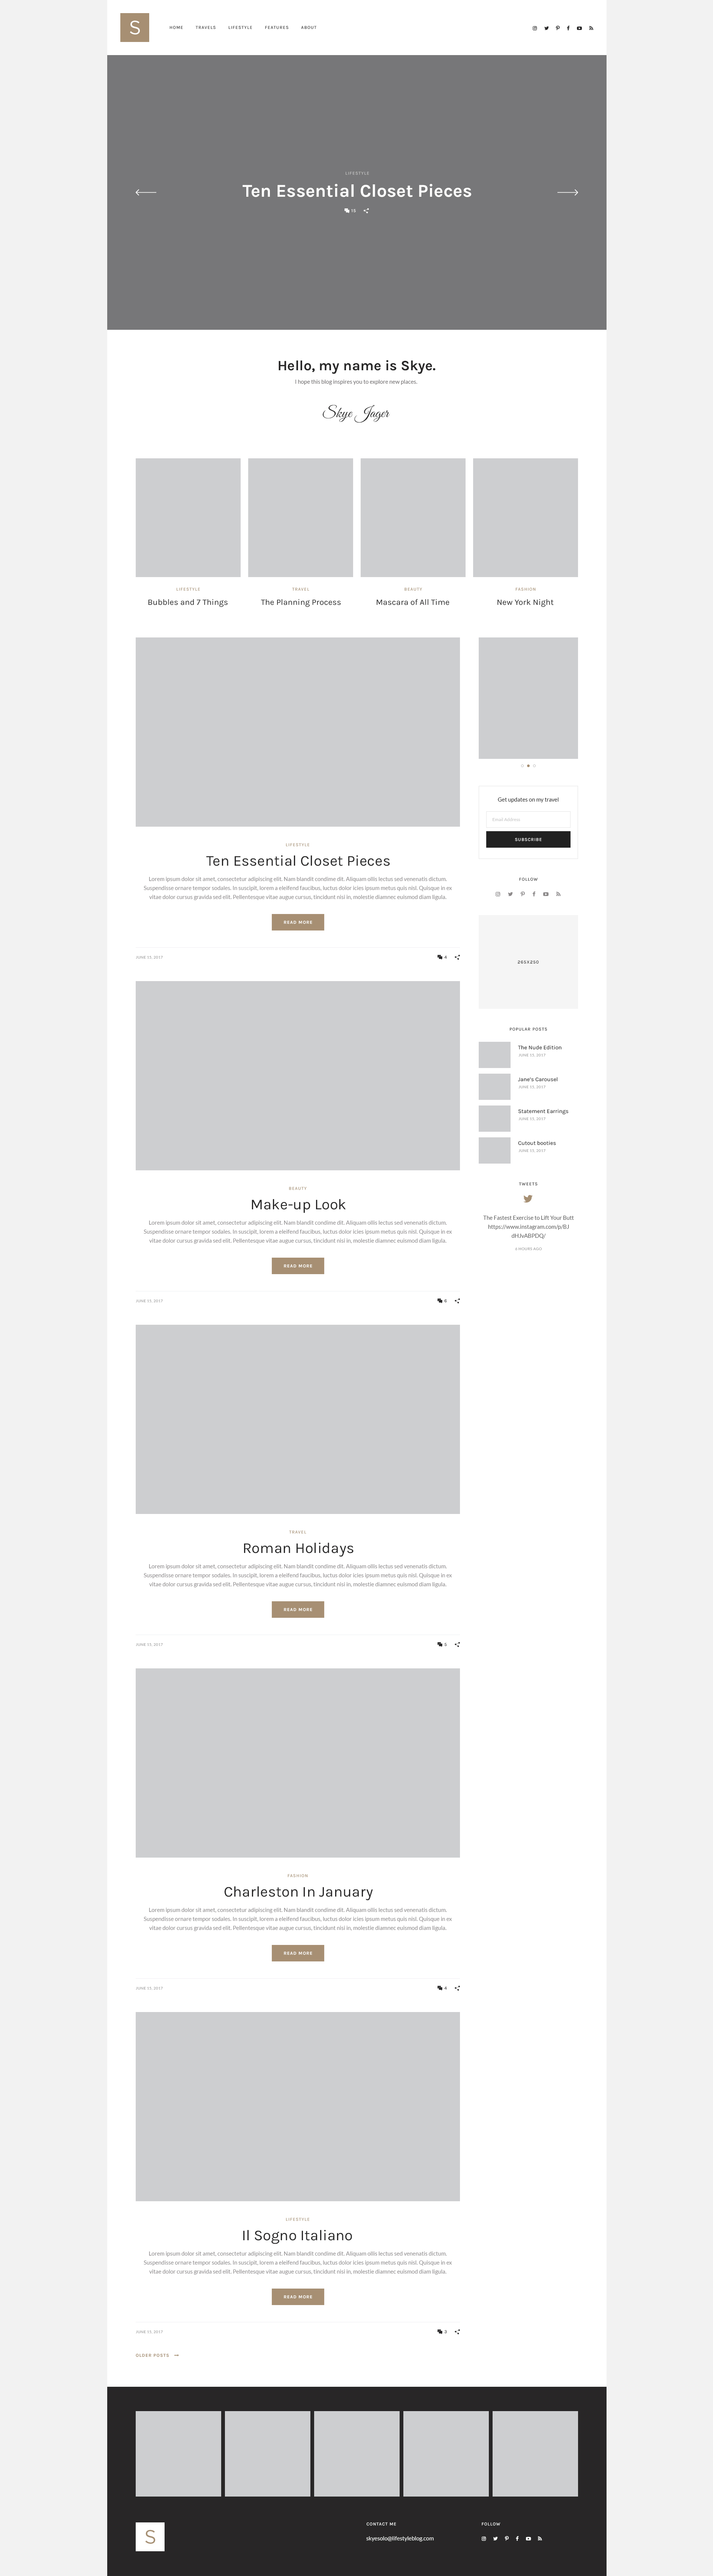 S
HOME TRAVELS LIFESTYLE FEATURES ABOUT
LIFESTYLE
Ten Essential Closet Pieces
Hello, my name is Skye.
I hope this blog inspires you to explore new places.
Skye Jager
LIFESTYLE
Bubbles and 7 Things
TRAVEL
The Planning Process
BEAUTY
Mascara of All Time
FASHION
New York Night
LIFESTYLE
Ten Essential Closet Pieces
Lorem ipsum dolor sit amet, consectetur adipiscing elit. Nam blandit condime dit. Aliquam ollis lectus sed venenatis dictum.
Suspendisse ornare tempor sodales. In suscipit, lorem a eleifend faucibus, luctus dolor icies ipsum metus quis nisl. Quisque in ex
vitae dolor cursus gravida sed elit. Pellentesque vitae augue cursus, tincidunt nisi in, molestie diamnec euismod diam ligula.
READ MORE
JUNE 15, 2017
4
BEAUTY
Make-up Look
Lorem ipsum dolor sit amet, consectetur adipiscing elit. Nam blandit condime dit. Aliquam ollis lectus sed venenatis dictum.
Suspendisse ornare tempor sodales. In suscipit, lorem a eleifend faucibus, luctus dolor icies ipsum metus quis nisl. Quisque in ex
vitae dolor cursus gravida sed elit. Pellentesque vitae augue cursus, tincidunt nisi in, molestie diamnec euismod diam ligula.
READ MORE
JUNE 15, 2017
6
TRAVEL
Roman Holidays
Lorem ipsum dolor sit amet, consectetur adipiscing elit. Nam blandit condime dit. Aliquam ollis lectus sed venenatis dictum.
Suspendisse ornare tempor sodales. In suscipit, lorem a eleifend faucibus, luctus dolor icies ipsum metus quis nisl. Quisque in ex
vitae dolor cursus gravida sed elit. Pellentesque vitae augue cursus, tincidunt nisi in, molestie diamnec euismod diam ligula.
READ MORE
JUNE 15, 2017
FASHION
Charleston In January
Lorem ipsum dolor sit amet, consectetur adipiscing elit. Nam blandit condime dit. Aliquam ollis lectus sed venenatis dictum.
Suspendisse ornare tempor sodales. In suscipit, lorem a eleifend faucibus, luctus dolor icies ipsum metus quis nisl. Quisque in ex
vitae dolor cursus gravida sed elit. Pellentesque vitae augue cursus, tincidunt nisi in, molestie diamnec euismod diam ligula.
READ MORE
JUNE 15, 2017
LIFESTYLE
Il Sogno Italiano
Lorem ipsum dolor sit amet, consectetur adipiscing elit. Nam blandit condime dit. Aliquam ollis lectus sed venenatis dictum.
Suspendisse ornare tempor sodales. In suscipit, lorem a eleifend faucibus, luctus dolor icies ipsum metus quis nisl. Quisque in ex
vitae dolor cursus gravida sed elit. Pellentesque vitae augue cursus, tincidunt nisi in, molestie diamnec euismod diam ligula.
READ MORE
JUNE 15, 2017
OLDER POSTS
Get updates on my travel
Email Address
SUBSCRIBE
FOLLOW
265X250
POPULAR POSTS
The Nude Edition
JUNE 15, 2017
Jane's Carousel
JUNE 15, 2017
Statement Earrings
JUNE 15, 2017
Cutout booties
JUNE 15, 2017
TWEETS
The Fastest Exercise to Lift Your Butt
https://www.instagram.com/p/BJ
6 HOURS AGO
S
CONTACT ME
skyesolo@lifestyleblog.com
FOLLOW